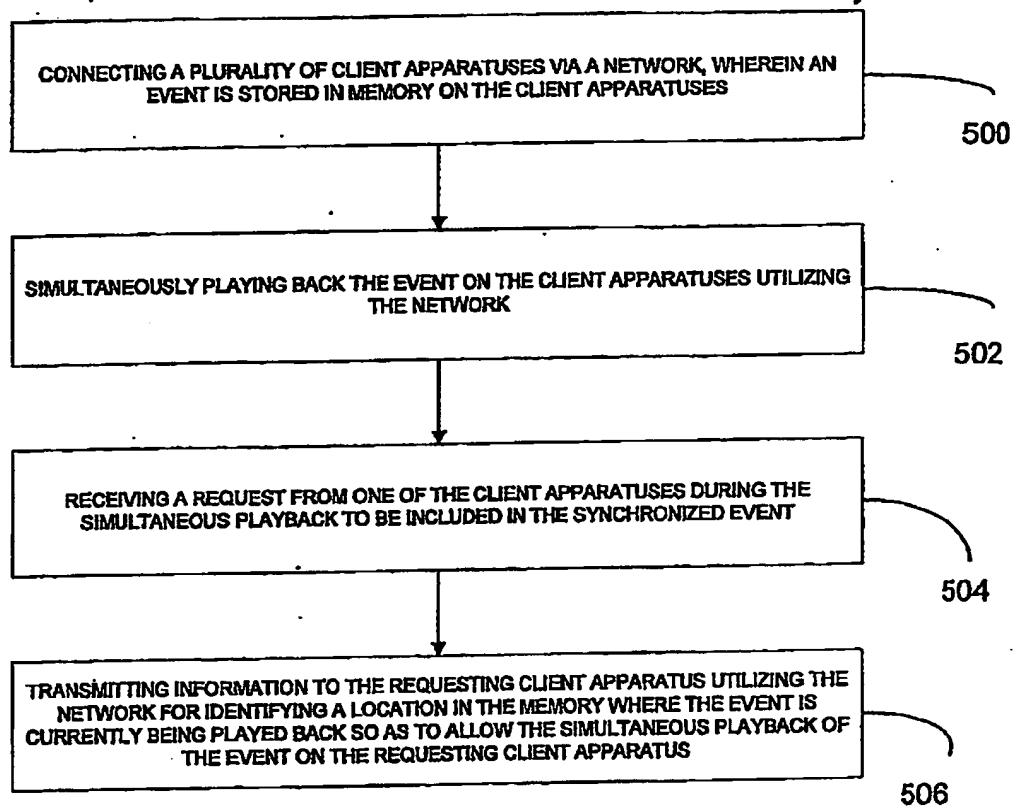 CONNECTING A PLURALITY OF CLIENT APPARATUSES VIA A NETWORK, WHEREIN AN
EVENT IS STORED IN MEMORY ON THE CLIENT APPARATUSES
500
SIMULTANEOUSLY PLAYING BACK THE EVENT ON THE CLIENT APPARATUSES UTILIZING
THE NETWORK
502
RECEIVING A REQUEST FROM ONE OF THE CLIENT APPARATUSES DURING THE
SIMULTANEOUS PLAYBACK TO BE INCLUDED IN THE SYNCHRONIZED EVENT
504
TRANSMITTING INFORMATION TO THE REQUESTING CLIENT APPARATUS UTILIZING THE
NETWORK FOR IDENTIFYING A LOCATION IN THE MEMORY WHERE THE EVENT IS
CURRENTLY BEING PLAYED BACK SO AS TO ALLOW THE SIMULTANEOUS PLAYBACK OF
THE EVENT ON THE REQUESTING CLIENT APPARATUS
506